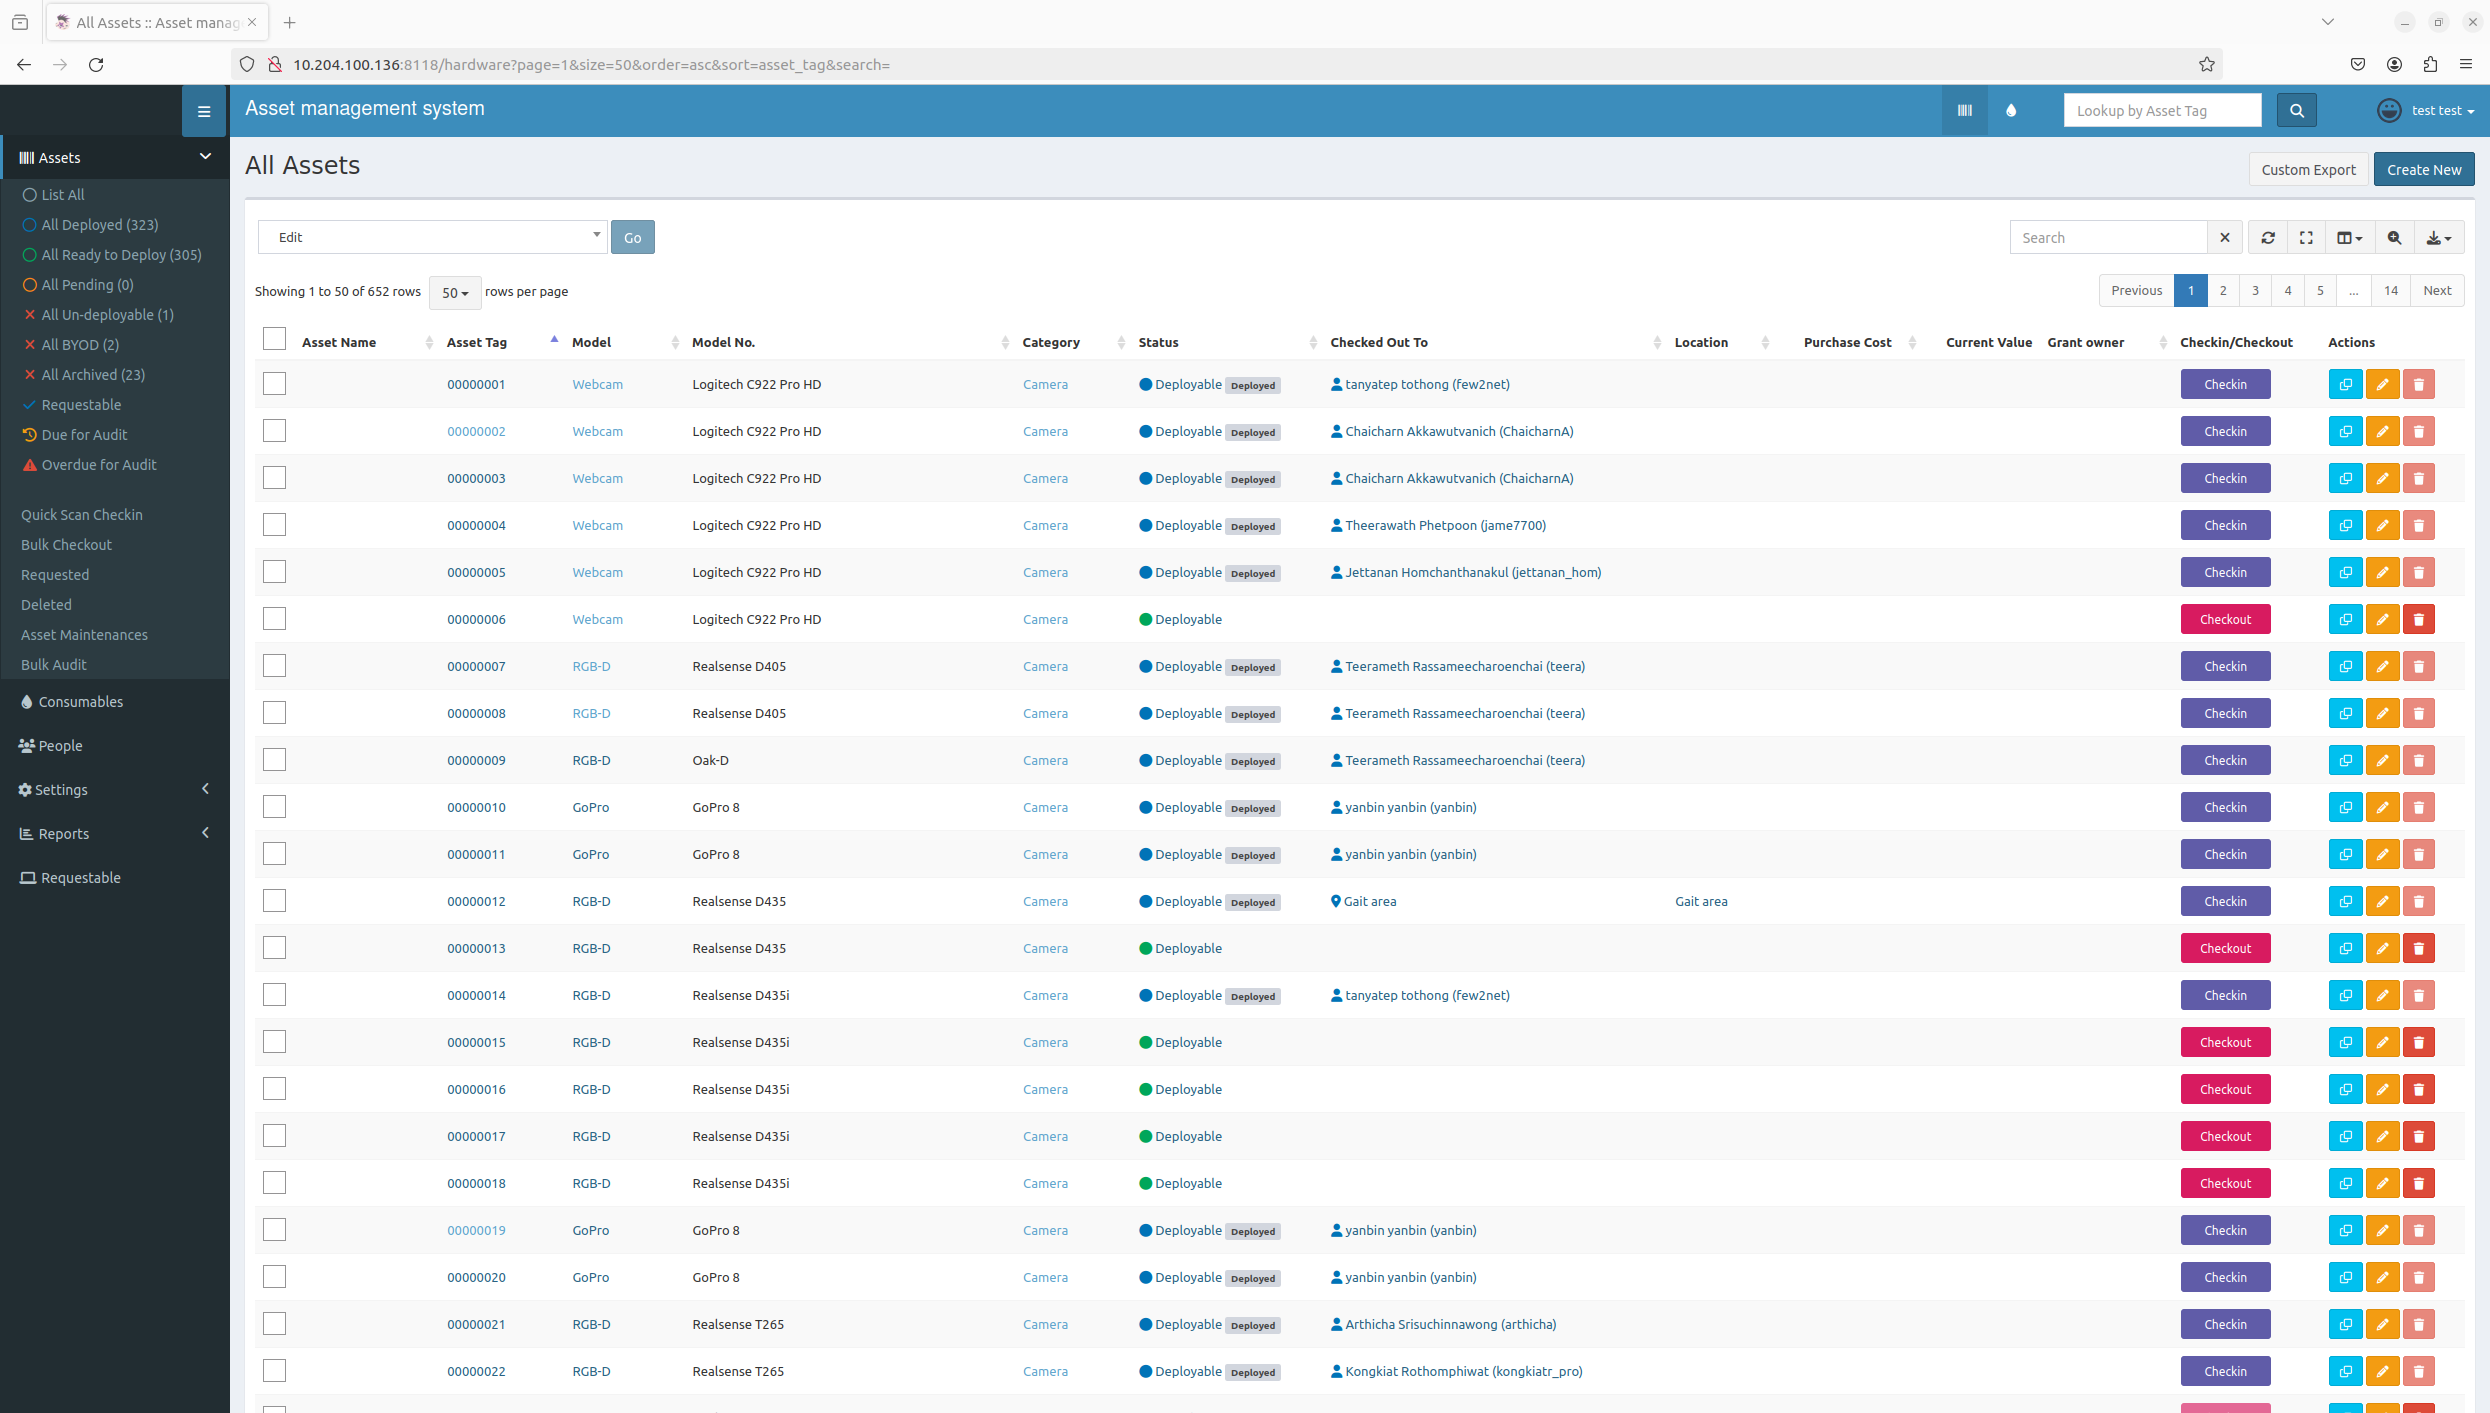 All Assets :: Asset manag
10.204.100.136:8118/hardware?page=1&size=50&order=asc&sort=asset_tag&search=
Asset management system
Lookup by Asset Tag
test test
Assets
List All
All Deployed (323)
All Ready to Deploy (305)
All Pending (0)
All Un-deployable (1)
All BYOD (2)
All Archived (23)
Requestable
Due for Audit
Overdue for Audit
Quick Scan Checkin
Bulk Checkout
Requested
Deleted
Asset Maintenances
Bulk Audit
Consumables
People
Settings
Reports
Requestable
All Assets
Custom Export
Create New
Edit
Go
Search
Showing 1 to 50 of 652 rows 50 rows per page
Previous 1 2 3 4 5 ... 14 Next
Asset Name Asset Tag Model Model No. Category Status Checked Out To Location Purchase Cost Current Value Grant owner Checkin/Checkout Actions
00000001 Webcam Logitech C922 Pro HD Camera Deployable Deployed tanyatep tothong (few2net) Checkin
00000002 Webcam Logitech C922 Pro HD Camera Deployable Deployed Chaicharn Akkawutvanich (ChaicharnA) Checkin
00000003 Webcam Logitech C922 Pro HD Camera Deployable Deployed Chaicharn Akkawutvanich (ChaicharnA) Checkin
00000004 Webcam Logitech C922 Pro HD Camera Deployable Deployed Theerawath Phetpoon (jame7700) Checkin
00000005 Webcam Logitech C922 Pro HD Camera Deployable Deployed Jettanan Homchanthanakul (jettanan_hom) Checkin
00000006 Webcam Logitech C922 Pro HD Camera Deployable Checkout
00000007 RGB-D Realsense D405 Camera Deployable Deployed Teerameth Rassameecharoenchai (teera) Checkin
00000008 RGB-D Realsense D405 Camera Deployable Deployed Teerameth Rassameecharoenchai (teera) Checkin
00000009 RGB-D Oak-D Camera Deployable Deployed Teerameth Rassameecharoenchai (teera) Checkin
00000010 GoPro GoPro 8 Camera Deployable Deployed yanbin yanbin (yanbin) Checkin
00000011 GoPro GoPro 8 Camera Deployable Deployed yanbin yanbin (yanbin) Checkin
00000012 RGB-D Realsense D435 Camera Deployable Deployed Gait area Gait area Checkin
00000013 RGB-D Realsense D435 Camera Deployable Checkout
00000014 RGB-D Realsense D435i Camera Deployable Deployed tanyatep tothong (few2net) Checkin
00000015 RGB-D Realsense D435i Camera Deployable Checkout
00000016 RGB-D Realsense D435i Camera Deployable Checkout
00000017 RGB-D Realsense D435i Camera Deployable Checkout
00000018 RGB-D Realsense D435i Camera Deployable Checkout
00000019 GoPro GoPro 8 Camera Deployable Deployed yanbin yanbin (yanbin) Checkin
00000020 GoPro GoPro 8 Camera Deployable Deployed yanbin yanbin (yanbin) Checkin
00000021 RGB-D Realsense T265 Camera Deployable Deployed Arthicha Srisuchinnawong (arthicha) Checkin
00000022 RGB-D Realsense T265 Camera Deployable Deployed Kongkiat Rothomphiwat (kongkiatr_pro) Checkin